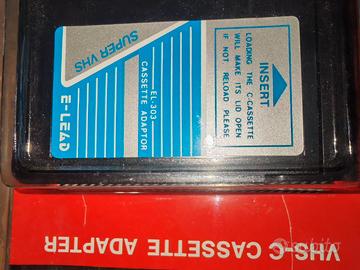 INSERT
LOADING THE C-CASSETTE
WILL MAKE ITS LID OPEN
IF NOT RELOAD PLEASE
SUPER VHS
EL-303
CASSETTE ADAPTOR
VHS-C CASSETTE ADAPTER
subito